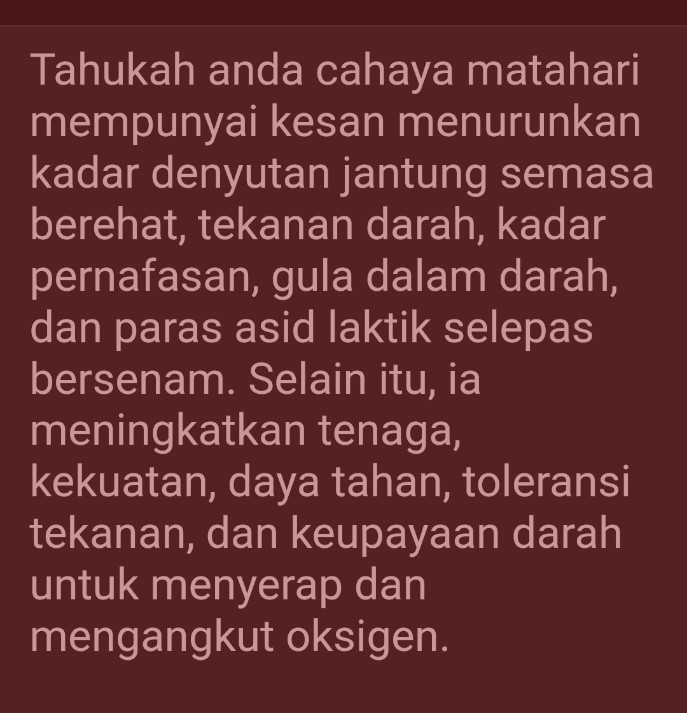 Tahukah anda cahaya matahari
mempunyai kesan menurunkan
kadar denyutan jantung semasa
berehat, tekanan darah, kadar
pernafasan, gula dalam darah,
dan paras asid laktik selepas
bersenam. Selain itu, ia
meningkatkan tenaga,
kekuatan, daya tahan, toleransi
tekanan, dan keupayaan darah
untuk menyerap dan
mengangkut oksigen.